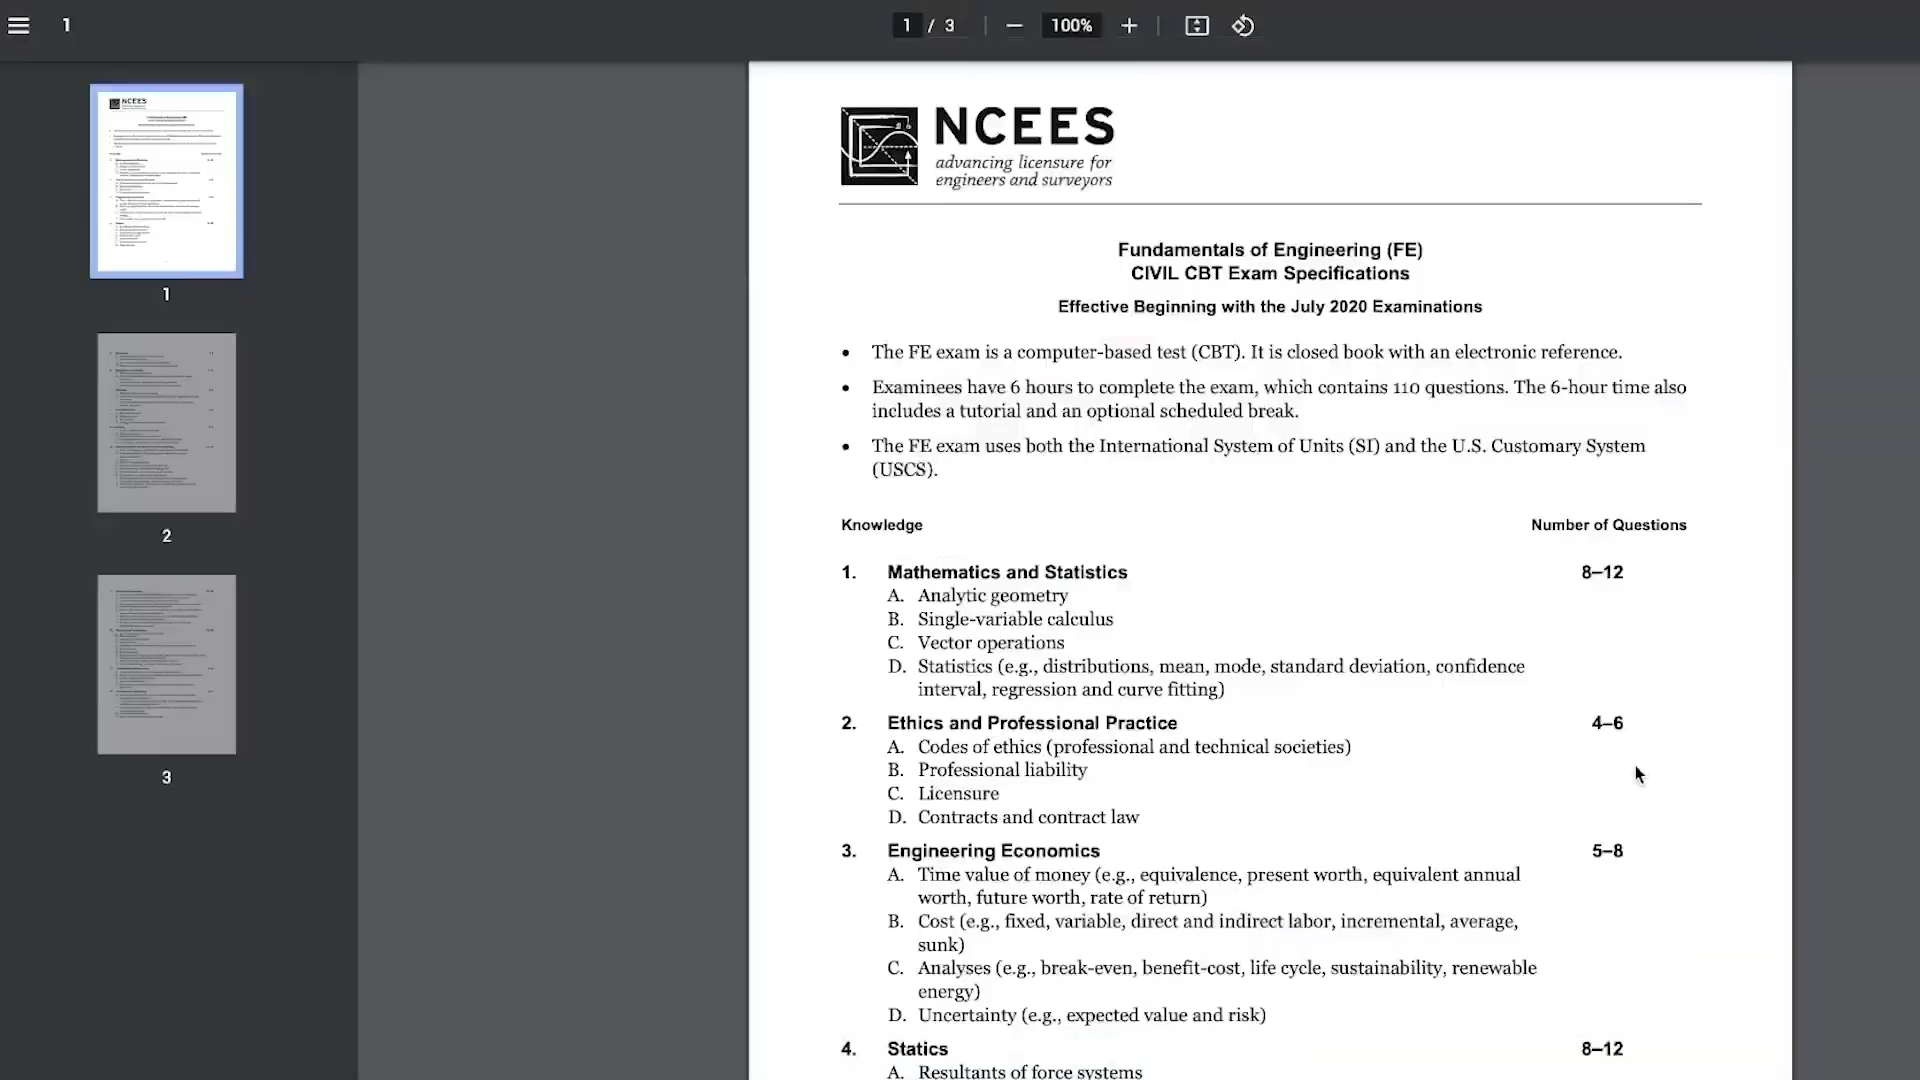 1
1 / 3
100%
1
2
3
NCEES
advancing licensure for
engineers and surveyors
Fundamentals of Engineering (FE)
CIVIL CBT Exam Specifications
Effective Beginning with the July 2020 Examinations
• The FE exam is a computer-based test (CBT). It is closed book with an electronic reference.
• Examinees have 6 hours to complete the exam, which contains 110 questions. The 6-hour time also
includes a tutorial and an optional scheduled break.
• The FE exam uses both the International System of Units (SI) and the U.S. Customary System
(USCS).
Knowledge Number of Questions
1. Mathematics and Statistics 8–12
A. Analytic geometry
B. Single-variable calculus
C. Vector operations
D. Statistics (e.g., distributions, mean, mode, standard deviation, confidence
interval, regression and curve fitting)
2. Ethics and Professional Practice 4–6
A. Codes of ethics (professional and technical societies)
B. Professional liability
C. Licensure
D. Contracts and contract law
3. Engineering Economics 5–8
A. Time value of money (e.g., equivalence, present worth, equivalent annual
worth, future worth, rate of return)
B. Cost (e.g., fixed, variable, direct and indirect labor, incremental, average,
sunk)
C. Analyses (e.g., break-even, benefit-cost, life cycle, sustainability, renewable
energy)
D. Uncertainty (e.g., expected value and risk)
4. Statics 8–12
A. Resultants of force systems